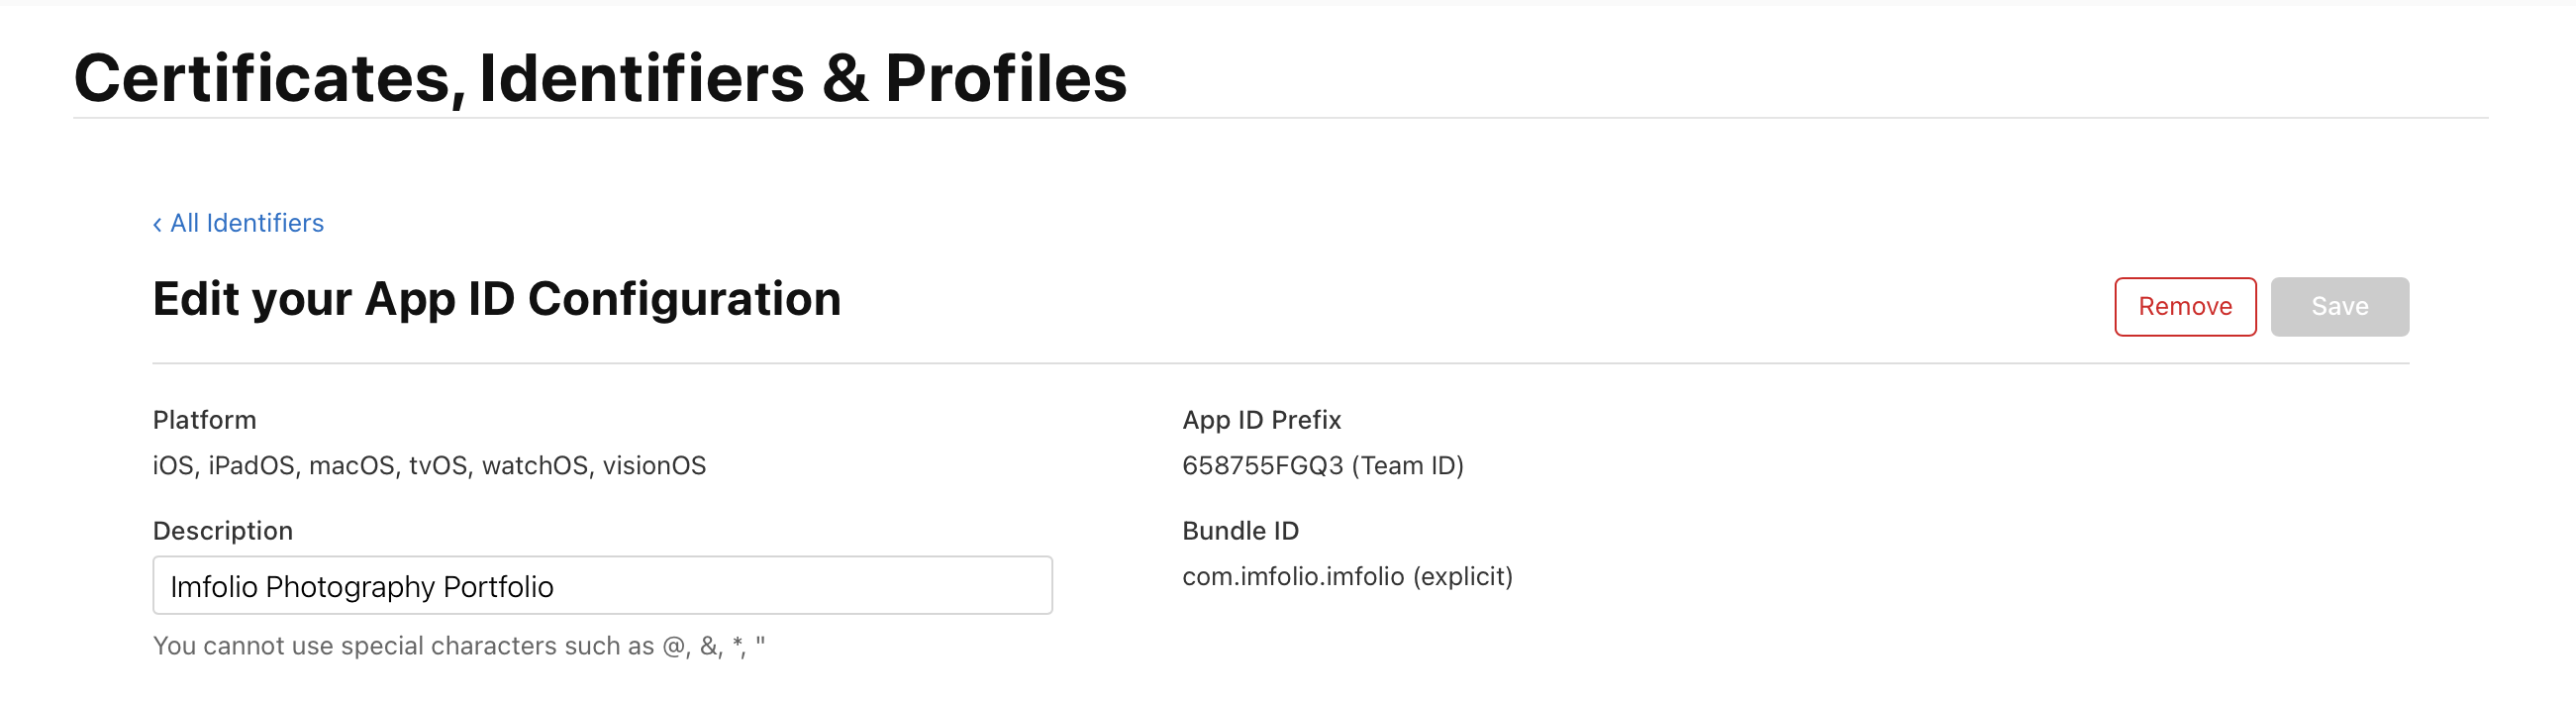 Certificates, Identifiers & Profiles
‹ All Identifiers
Edit your App ID Configuration
Remove
Save
Platform
iOS, iPadOS, macOS, tvOS, watchOS, visionOS
App ID Prefix
658755FGQ3 (Team ID)
Description
Imfolio Photography Portfolio
You cannot use special characters such as @, &, *, "
Bundle ID
com.imfolio.imfolio (explicit)